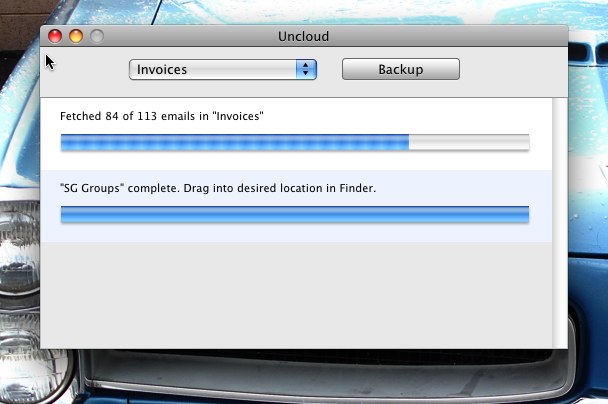 Uncloud
Invoices
Backup
Fetched 84 of 113 emails in "Invoices"
"SG Groups" complete. Drag into desired location in Finder.